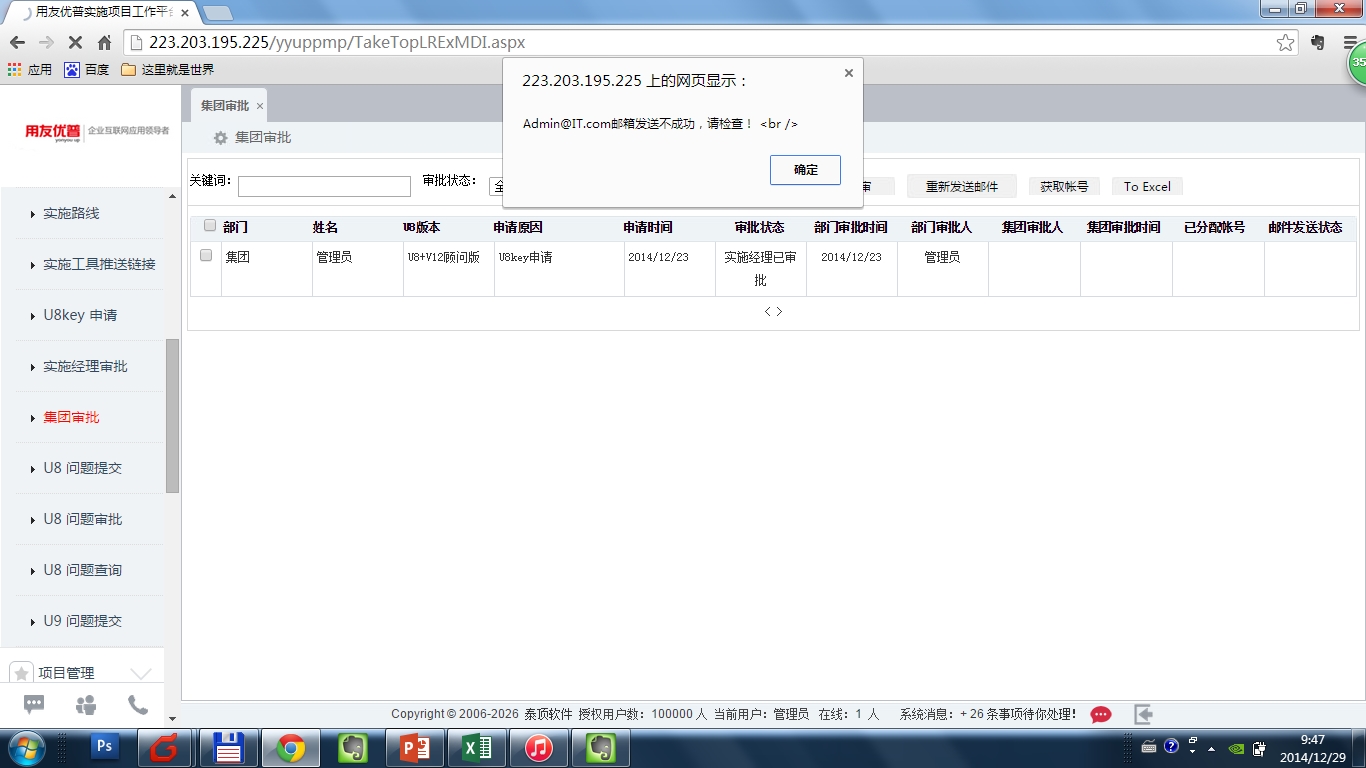 用友优普实施项目工作平台
223.203.195.225/yyuppmp/TakeTopLRExMDI.aspx
应用 百度 这里就是世界
35
223.203.195.225 上的网页显示：
Admin@IT.com邮箱发送不成功，请检查！ <br />
确定
用友优普 yonyou up 企业互联网应用领导者
集团审批
集团审批
关键词: 审批状态: 全 审 重新发送邮件 获取帐号 To Excel
部门 姓名 U8版本 申请原因 申请时间 审批状态 部门审批时间 部门审批人 集团审批人 集团审批时间 已分配帐号 邮件发送状态
集团 管理员 U8+V12顾问版 U8key申请 2014/12/23 实施经理已审批 2014/12/23 管理员
实施路线
实施工具推送链接
U8key 申请
实施经理审批
集团审批
U8 问题提交
U8 问题审批
U8 问题查询
U9 问题提交
项目管理
Copyright © 2006-2026 泰顶软件 授权用户数：100000 人 当前用户：管理员 在线：1 人 系统消息：+ 26 条事项待你处理!
Ps
9:47
2014/12/29